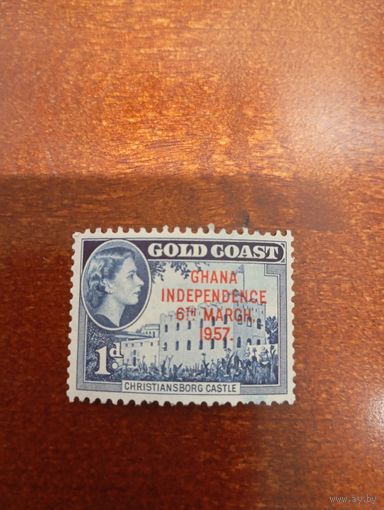 GOLD COAST
GHANA
INDEPENDENCE
6TH MARCH,
1957.
1d.
CHRISTIANSBORG CASTLE
www.ay.by